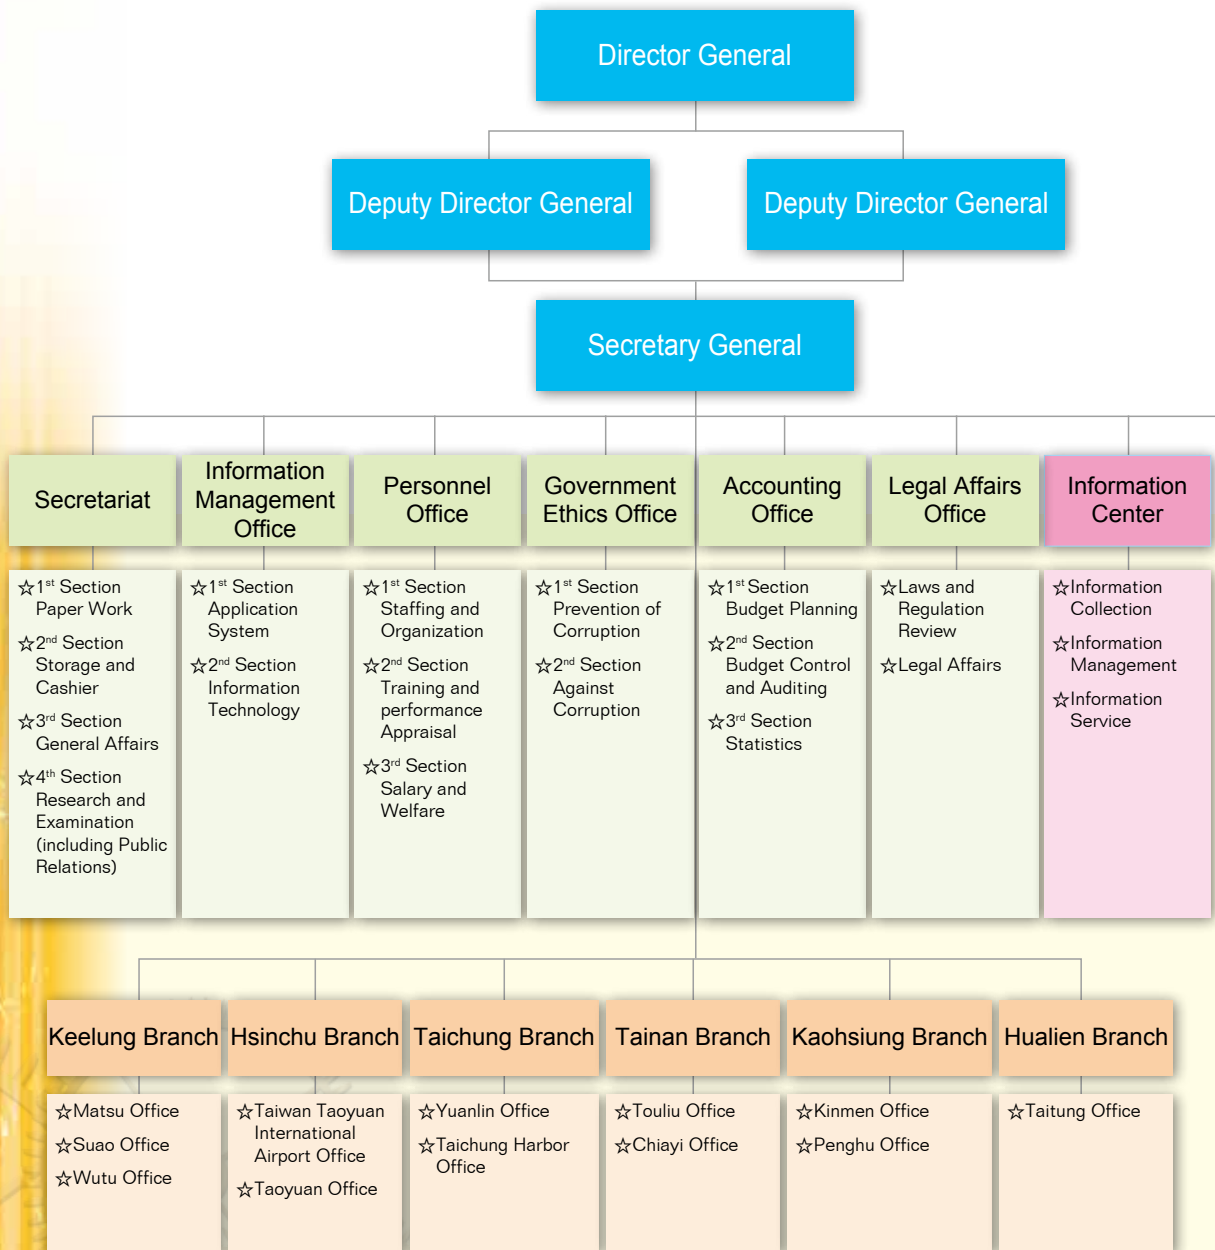 Director General
Deputy Director General
Deputy Director General
Secretary General
Secretariat
☆1st Section
Paper Work
☆2nd Section
Storage and
Cashier
☆3rd Section
General Affairs
☆4th Section
Research and
Examination
(including Public
Relations)
Information
Management
Office
☆1st Section
Application
System
☆2nd Section
Information
Technology
Personnel
Office
☆1st Section
Staffing and
Organization
☆2nd Section
Training and
performance
Appraisal
☆3rd Section
Salary and
Welfare
Government
Ethics Office
☆1st Section
Prevention of
Corruption
☆2nd Section
Against
Corruption
Accounting
Office
☆1st Section
Budget Planning
☆2nd Section
Budget Control
and Auditing
☆3rd Section
Statistics
Legal Affairs
Office
☆Laws and
Regulation
Review
☆Legal Affairs
Information
Center
☆Information
Collection
☆Information
Management
☆Information
Service
Keelung Branch
☆Matsu Office
☆Suao Office
☆Wutu Office
Hsinchu Branch
☆Taiwan Taoyuan
International
Airport Office
☆Taoyuan Office
Taichung Branch
☆Yuanlin Office
☆Taichung Harbor
Office
Tainan Branch
☆Touliu Office
☆Chiayi Office
Kaohsiung Branch
☆Kinmen Office
☆Penghu Office
Hualien Branch
☆Taitung Office